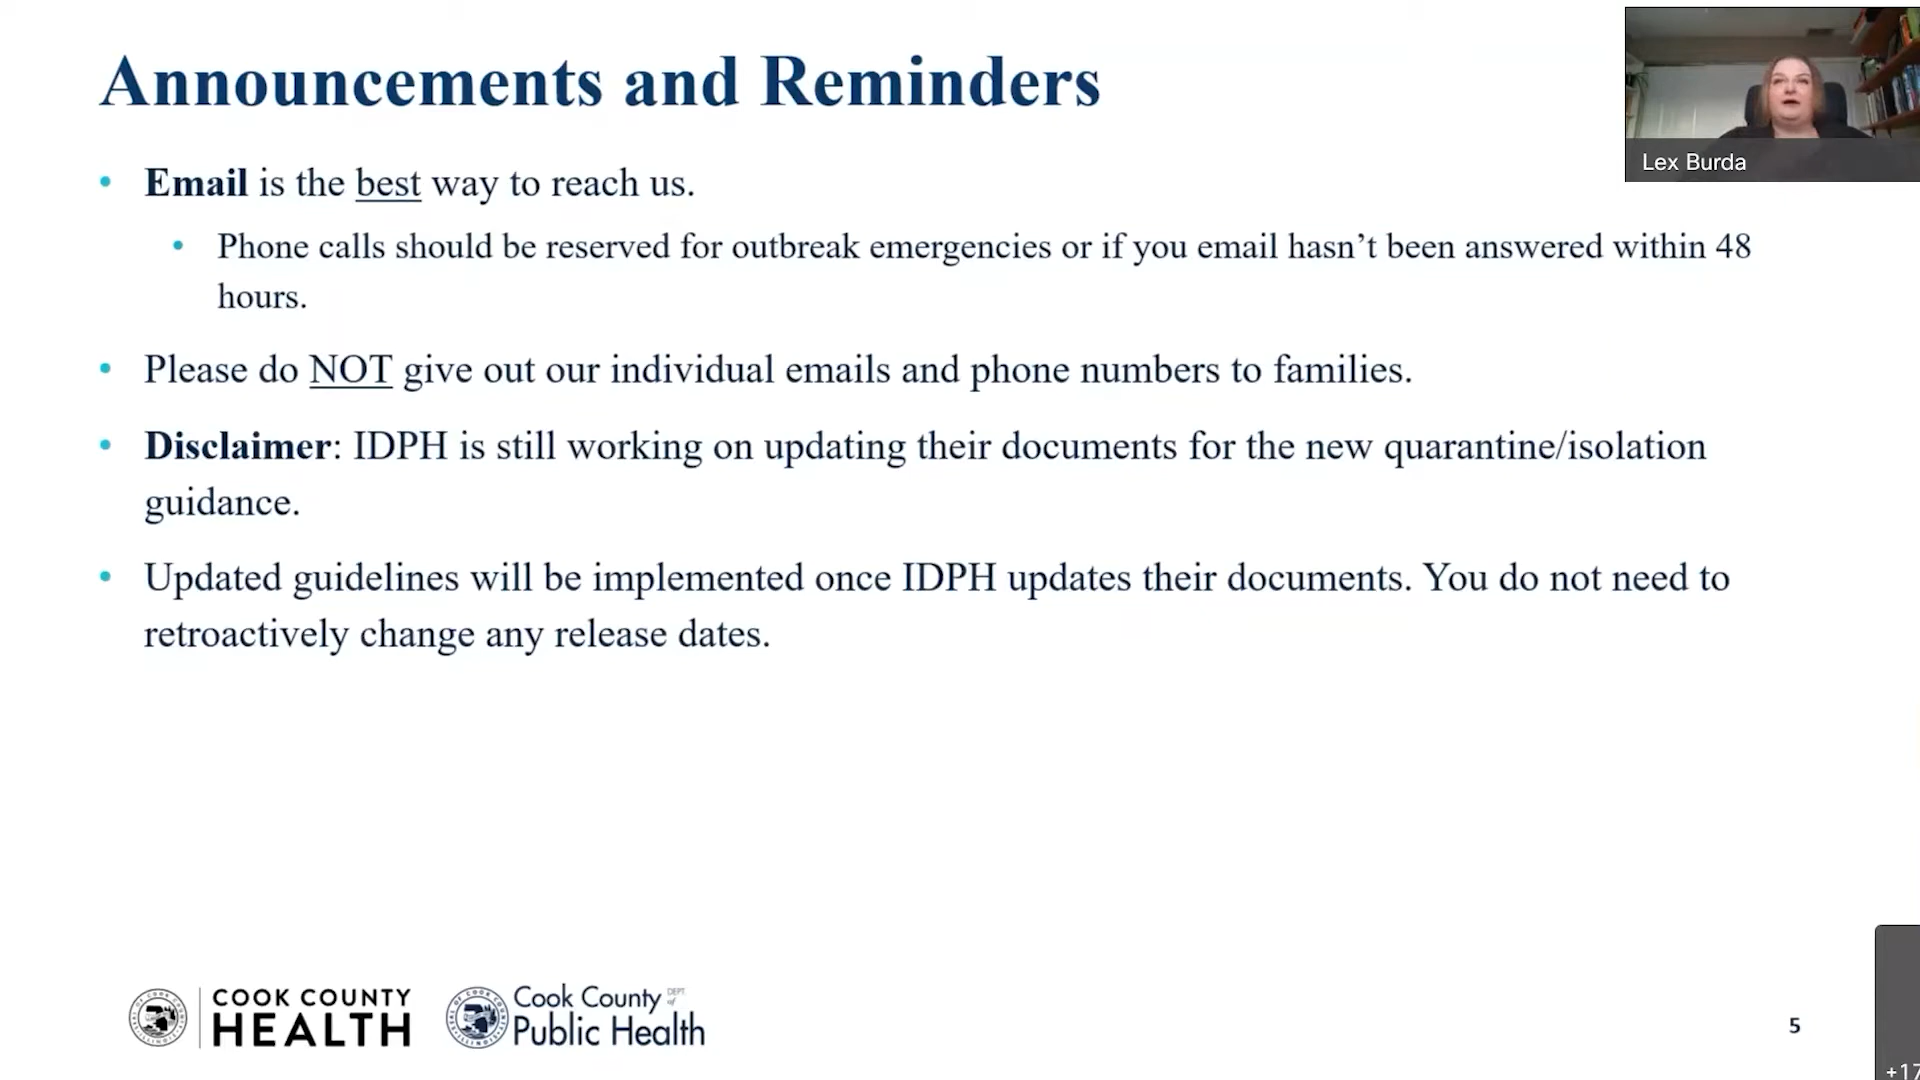 Announcements and Reminders
Lex Burda
• Email is the best way to reach us.
• Phone calls should be reserved for outbreak emergencies or if you email hasn’t been answered within 48
hours.
• Please do NOT give out our individual emails and phone numbers to families.
• Disclaimer: IDPH is still working on updating their documents for the new quarantine/isolation
guidance.
• Updated guidelines will be implemented once IDPH updates their documents. You do not need to
retroactively change any release dates.
COOK COUNTY
HEALTH
Cook County DEPT of
Public Health
5
+17